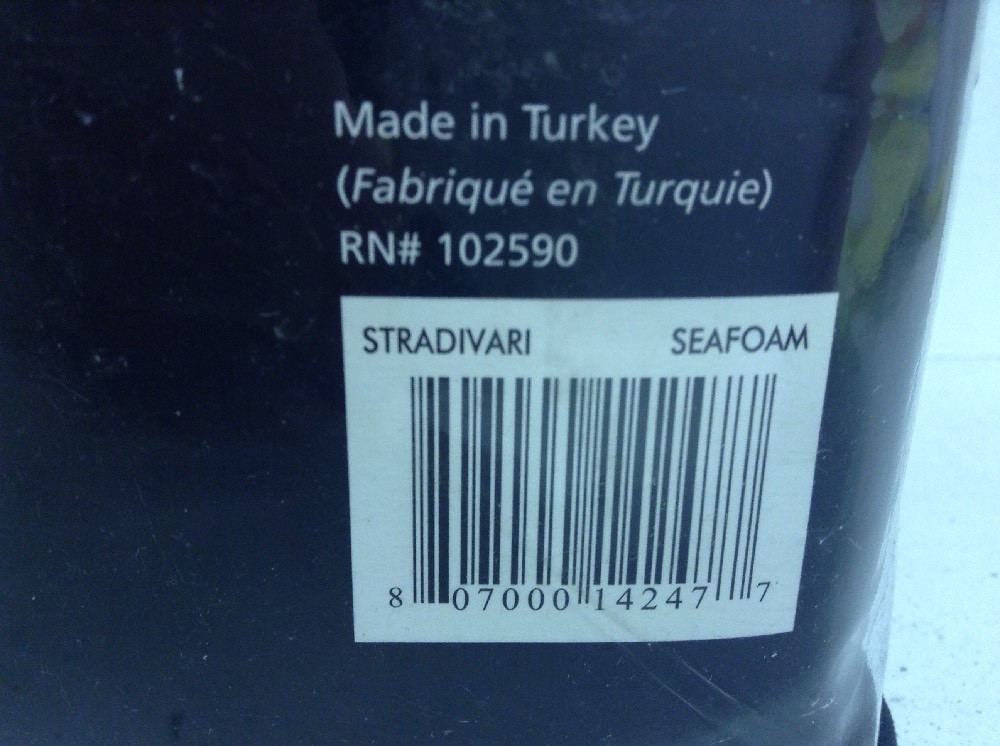 Made in Turkey
(Fabriqué en Turquie)
RN# 102590
STRADIVARI SEAFOAM
8 07000 14247 7